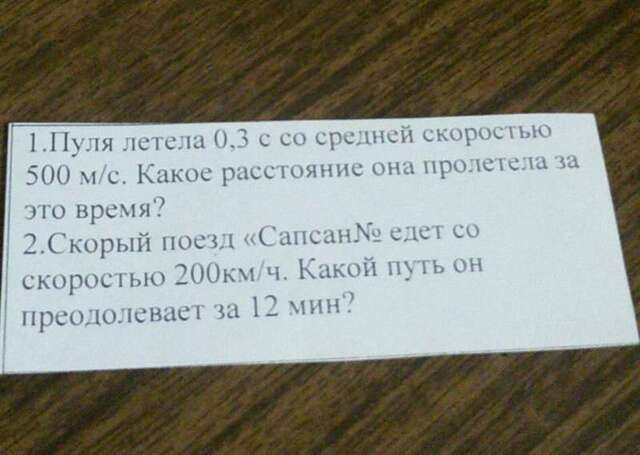 1.Пуля летела 0,3 с со средней скоростью
500 м/с. Какое расстояние она пролетела за
это время?
2.Скорый поезд «Сапсан№ едет со
скоростью 200км/ч. Какой путь он
преодолевает за 12 мин?